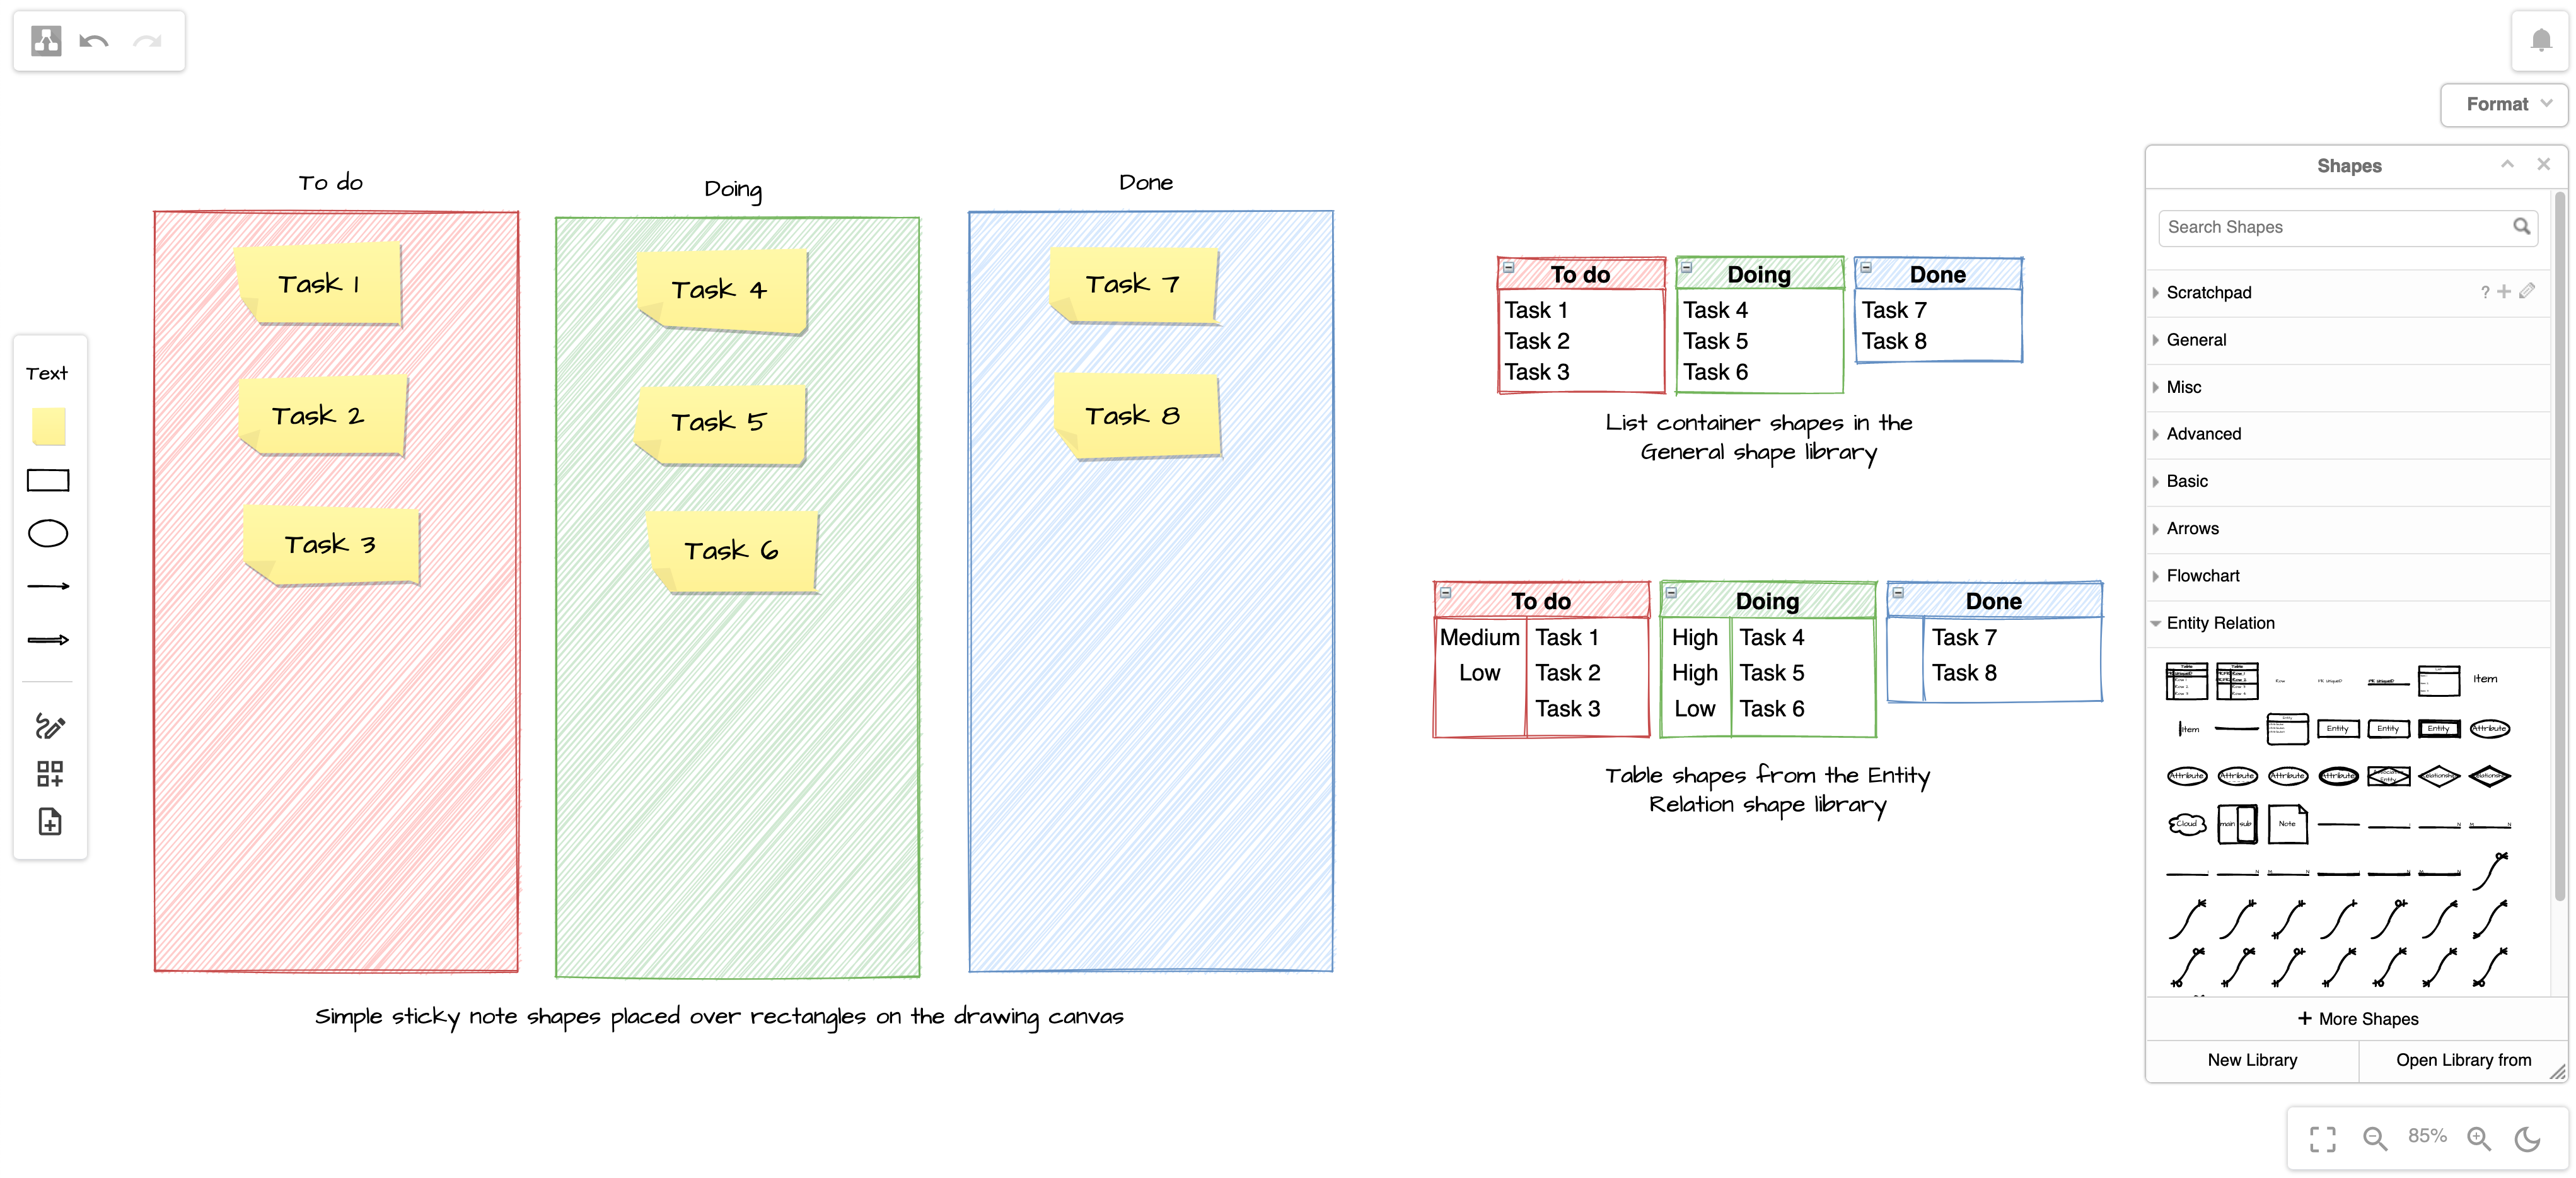 Format
Shapes
Search Shapes
Scratchpad
?
General
Misc
Advanced
Basic
Arrows
Flowchart
Entity Relation
Item
Item
Entity
Entity
Entity
Attribute
Attribute
Attribute
Attribute
Attribute
Cloud
main
sub
Note
More Shapes
New Library
Open Library from
85%
Text
To do
Task 1
Task 2
Task 3
Doing
Task 4
Task 5
Task 6
Done
Task 7
Task 8
Simple sticky note shapes placed over rectangles on the drawing canvas
To do
Task 1
Task 2
Task 3
Doing
Task 4
Task 5
Task 6
Done
Task 7
Task 8
List container shapes in the
General shape library
To do
Medium Task 1
Low Task 2
Task 3
Doing
High Task 4
High Task 5
Low Task 6
Done
Task 7
Task 8
Table shapes from the Entity
Relation shape library